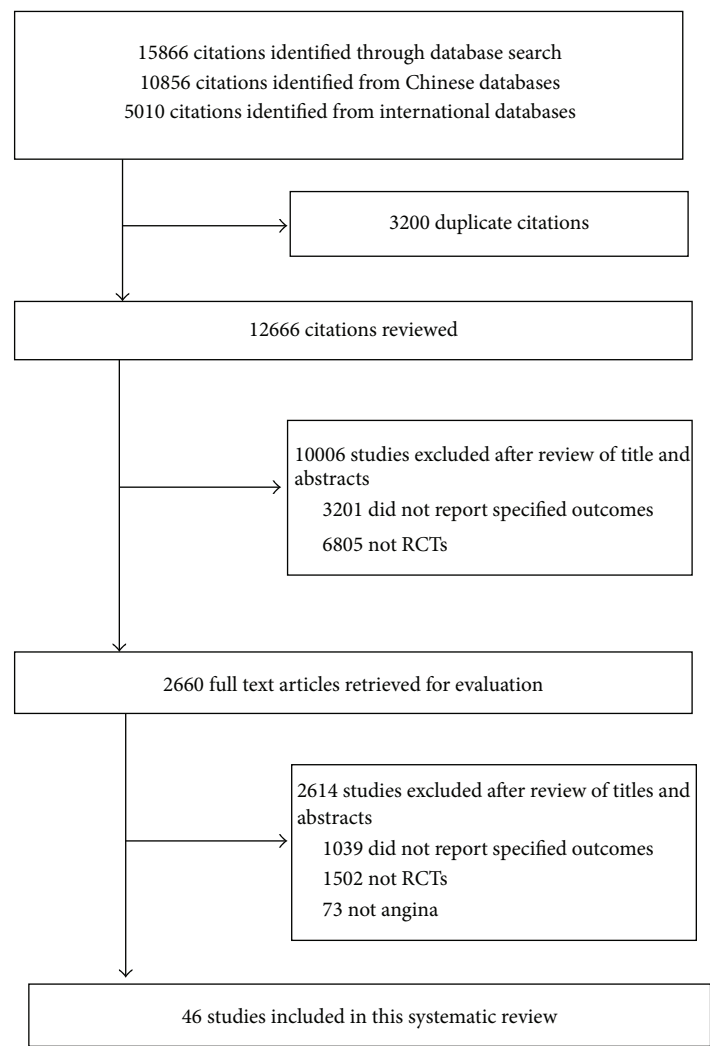 15866 citations identified through database search
10856 citations identified from Chinese databases
5010 citations identified from international databases
3200 duplicate citations
12666 citations reviewed
10006 studies excluded after review of title and
abstracts
3201 did not report specified outcomes
6805 not RCTs
2660 full text articles retrieved for evaluation
2614 studies excluded after review of titles and
abstracts
1039 did not report specified outcomes
1502 not RCTs
73 not angina
46 studies included in this systematic review